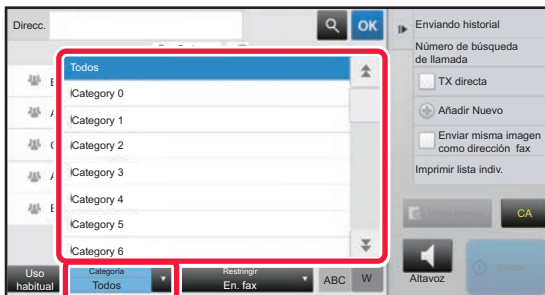 Direcc.
OK
Todos
Category 0
Category 1
Category 2
Category 3
Category 4
Category 5
Category 6
Uso
habitual
Categoría
Todos
Restringir
En. fax
ABC
W
Enviando historial
Número de búsqueda
de llamada
TX directa
Añadir Nuevo
Enviar misma imagen
como dirección fax
Imprimir lista indiv.
CA
Altavoz